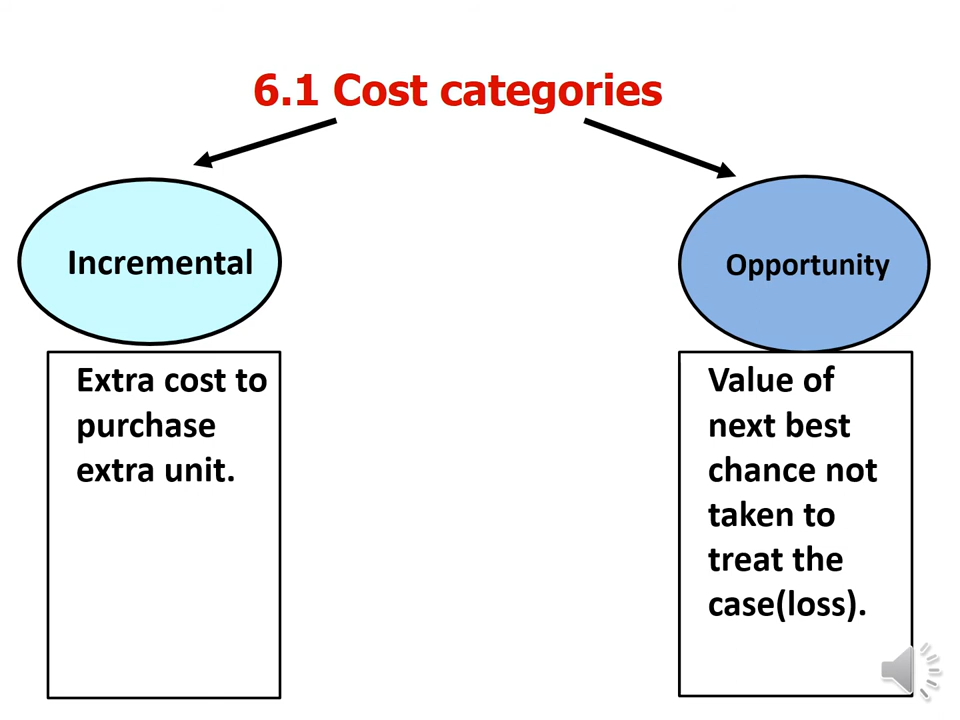 6.1 Cost categories
Incremental
Opportunity
Extra cost to
purchase
extra unit.
Value of
next best
chance not
taken to
treat the
case(loss).